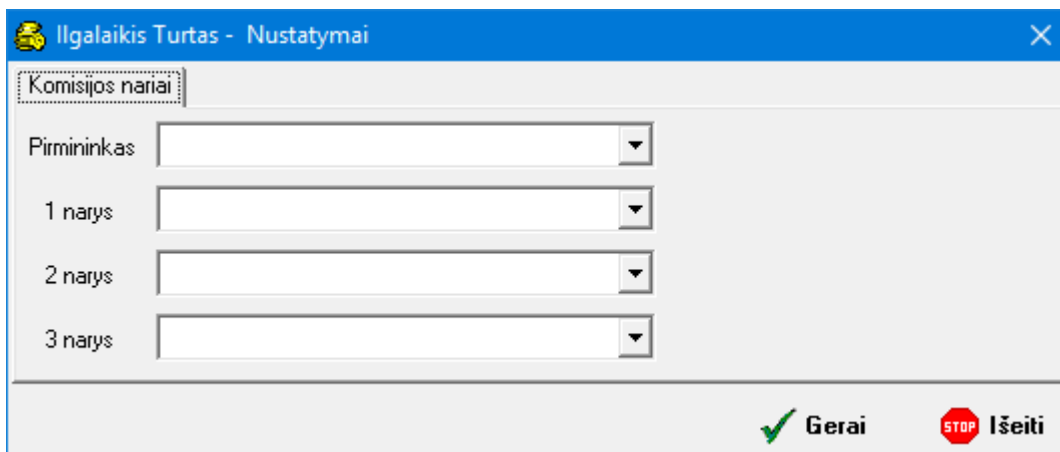 Ilgalaikis Turtas - Nustatymai
Komisijos nariai
Pirmininkas
1 narys
2 narys
3 narys
Gerai
STOP Išeiti